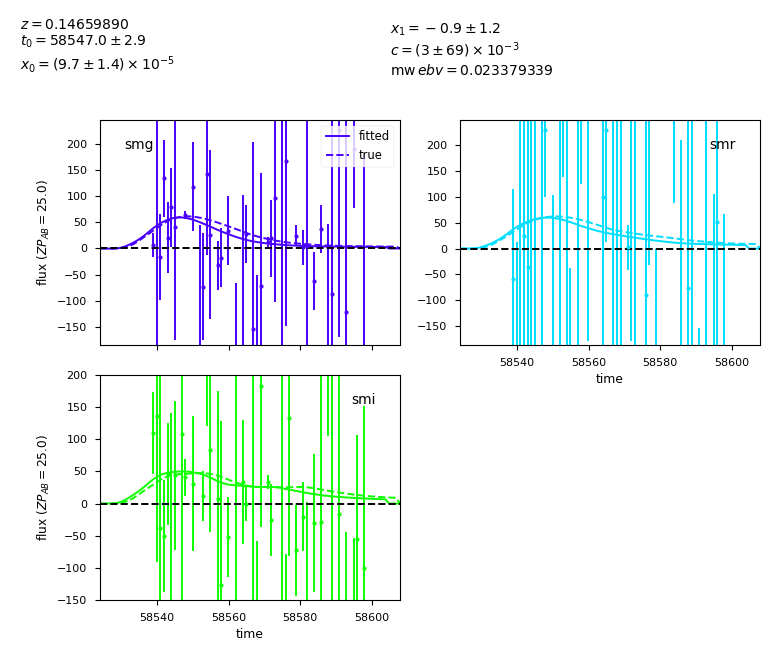 z = 0.14659890
t₀ = 58547.0 ± 2.9
x₀ = (9.7 ± 1.4) × 10⁻⁵
x₁ = −0.9 ± 1.2
c = (3 ± 69) × 10⁻³
mw ebv = 0.023379339
smg
fitted
true
200
150
100
50
0
−50
−100
−150
flux (ZP_AB = 25.0)
smr
200
150
100
50
0
−50
−100
−150
58540 58560 58580 58600
time
smi
200
150
100
50
0
−50
−100
−150
flux (ZP_AB = 25.0)
58540 58560 58580 58600
time